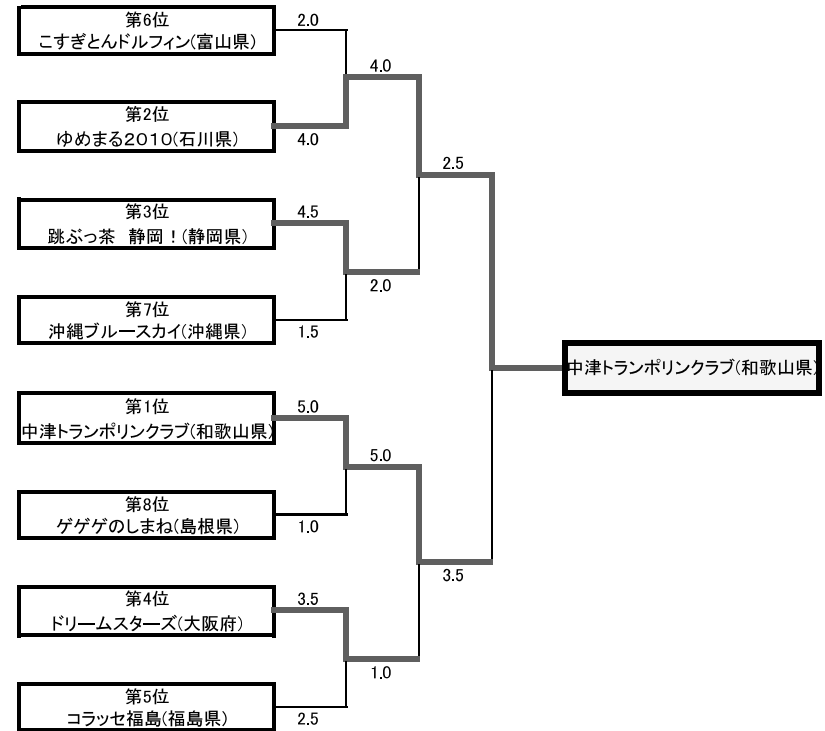 第6位
こすぎとんドルフィン(富山県)
2.0
4.0
第2位
ゆめまる2010(石川県)
4.0
2.5
第3位
跳ぶっ茶　静岡！(静岡県)
4.5
2.0
第7位
沖縄ブルースカイ(沖縄県)
1.5
中津トランポリンクラブ(和歌山県)
第1位
中津トランポリンクラブ(和歌山県)
5.0
5.0
第8位
ゲゲゲのしまね(島根県)
1.0
3.5
第4位
ドリームスターズ(大阪府)
3.5
1.0
第5位
コラッセ福島(福島県)
2.5